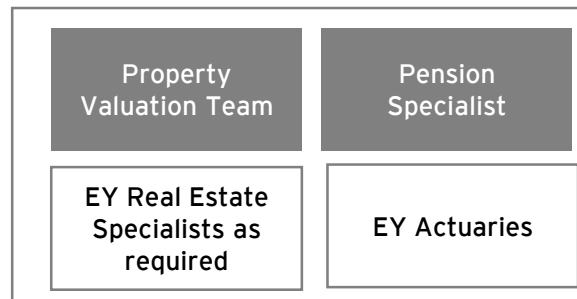 Property
Valuation Team
Pension
Specialist
EY Real Estate
Specialists as
required
EY Actuaries